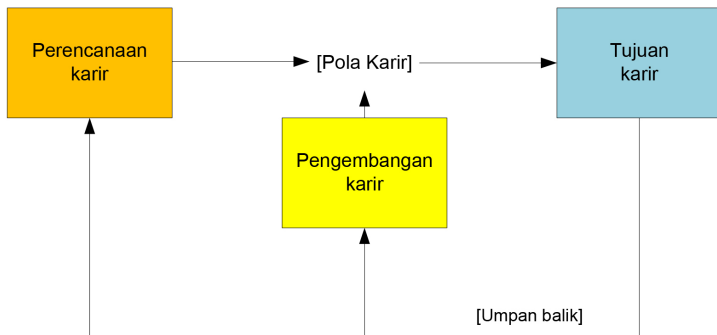 Perencanaan
karir
[Pola Karir]
Tujuan
karir
Pengembangan
karir
[Umpan balik]